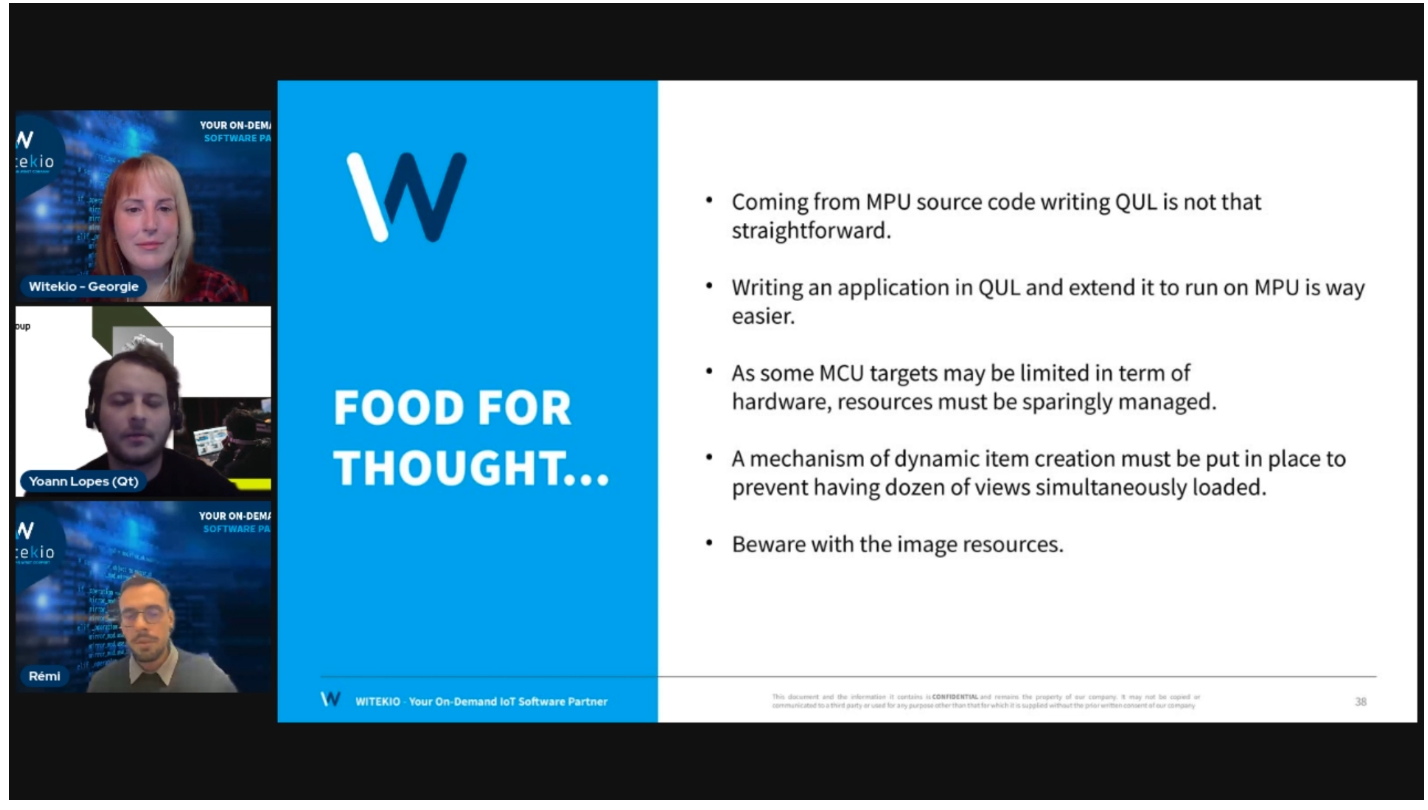 YOUR ON-DEMA
SOFTWARE PA
W
tekio
Witekio – Georgie
oup
Yoann Lopes (Qt)
YOUR ON-DEMA
SOFTWARE PA
W
tekio
Rémi
W
FOOD FOR
THOUGHT...
• Coming from MPU source code writing QUL is not that
straightforward.
• Writing an application in QUL and extend it to run on MPU is way
easier.
• As some MCU targets may be limited in term of
hardware, resources must be sparingly managed.
• A mechanism of dynamic item creation must be put in place to
prevent having dozen of views simultaneously loaded.
• Beware with the image resources.
W WITEKIO - Your On-Demand IoT Software Partner
This document and the information it contains is CONFIDENTIAL and remains the property of our company. It may not be copied or
communicated to a third party or used for any purpose other than that for which it is supplied without the prior written consent of our company
38